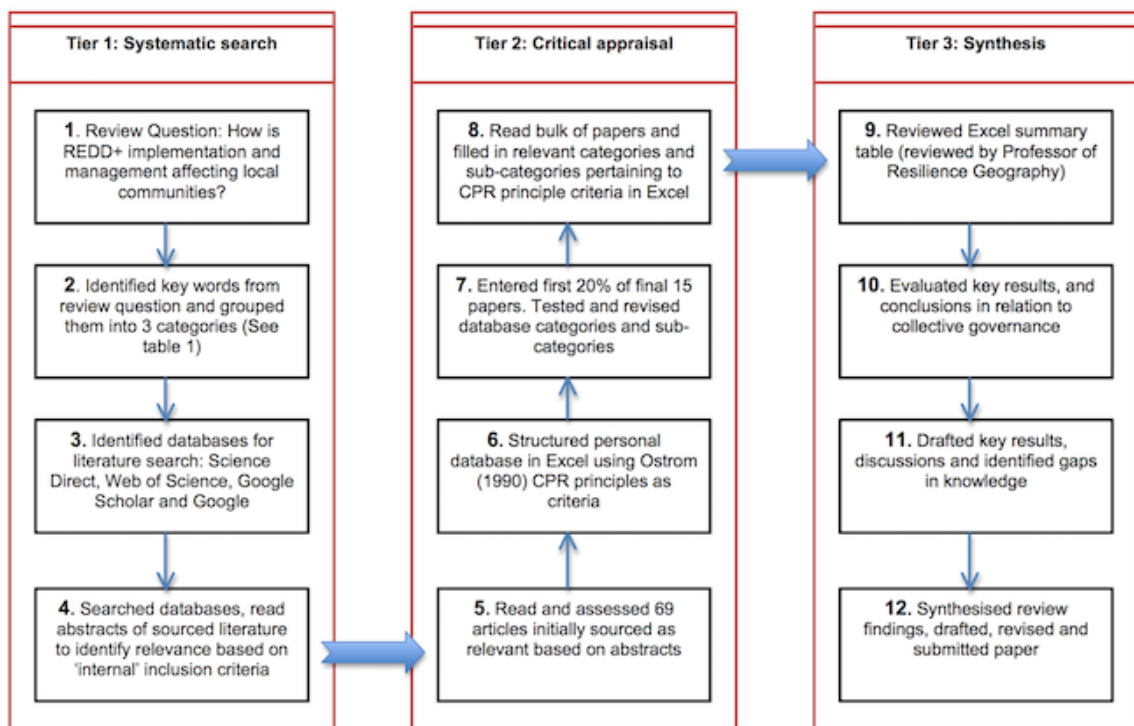 Tier 1: Systematic search
1. Review Question: How is
REDD+ implementation and
management affecting local
communities?
2. Identified key words from
review question and grouped
them into 3 categories (See
table 1)
3. Identified databases for
literature search: Science
Direct, Web of Science, Google
Scholar and Google
4. Searched databases, read
abstracts of sourced literature
to identify relevance based on
‘internal’ inclusion criteria
Tier 2: Critical appraisal
8. Read bulk of papers and
filled in relevant categories and
sub-categories pertaining to
CPR principle criteria in Excel
7. Entered first 20% of final 15
papers. Tested and revised
database categories and sub-
categories
6. Structured personal
database in Excel using Ostrom
(1990) CPR principles as
criteria
5. Read and assessed 69
articles initially sourced as
relevant based on abstracts
Tier 3: Synthesis
9. Reviewed Excel summary
table (reviewed by Professor of
Resilience Geography)
10. Evaluated key results, and
conclusions in relation to
collective governance
11. Drafted key results,
discussions and identified gaps
in knowledge
12. Synthesised review
findings, drafted, revised and
submitted paper